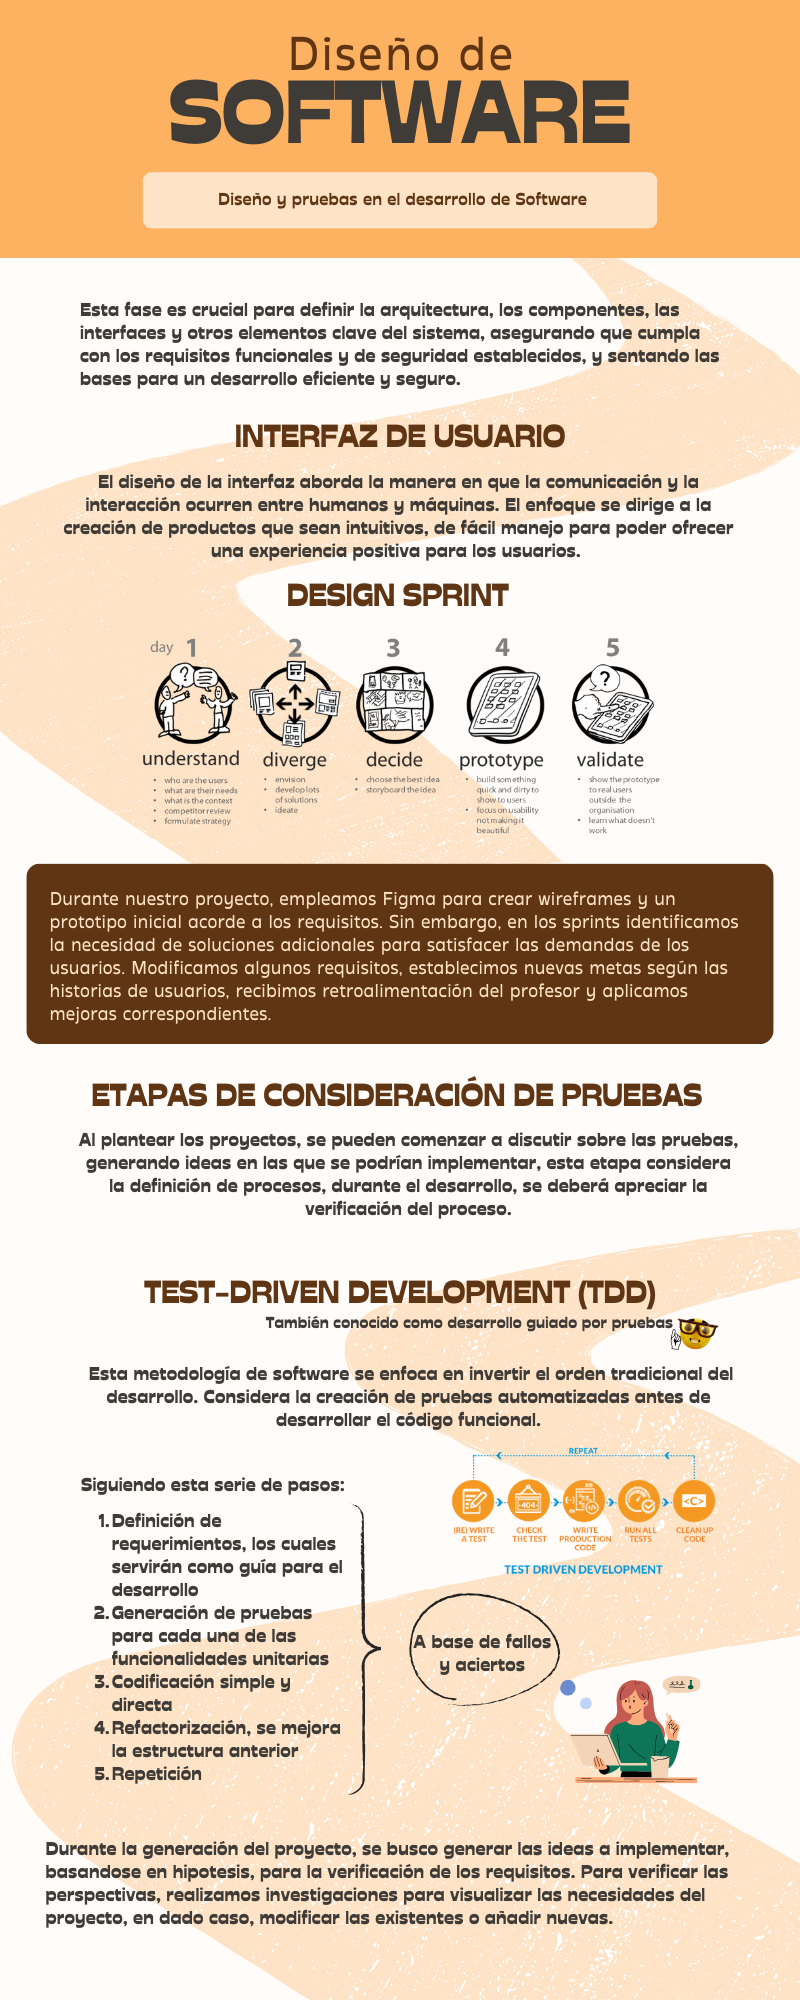 Diseño de
SOFTWARE
Diseño y pruebas en el desarrollo de Software
Esta fase es crucial para definir la arquitectura, los componentes, las
interfaces y otros elementos clave del sistema, asegurando que cumpla
con los requisitos funcionales y de seguridad establecidos, y sentando las
bases para un desarrollo eficiente y seguro.
INTERFAZ DE USUARIO
El diseño de la interfaz aborda la manera en que la comunicación y la
interacción ocurren entre humanos y máquinas. El enfoque se dirige a la
creación de productos que sean intuitivos, de fácil manejo para poder ofrecer
una experiencia positiva para los usuarios.
DESIGN SPRINT
day 1
?
understand
• who are the users
• what are their needs
• what is the context
• competitor review
• formulate strategy
2
diverge
• envision
• develop lots
of solutions
• ideate
3
decide
• choose the best idea
• storyboard the idea
4
prototype
• build something
quick and dirty to
show to users
• focus on usability
not making it
beautiful
5
?
validate
• show the prototype
to real users
outside the
organisation
• learn what doesn't
work
Durante nuestro proyecto, empleamos Figma para crear wireframes y un
prototipo inicial acorde a los requisitos. Sin embargo, en los sprints identificamos
la necesidad de soluciones adicionales para satisfacer las demandas de los
usuarios. Modificamos algunos requisitos, establecimos nuevas metas según las
historias de usuarios, recibimos retroalimentación del profesor y aplicamos
mejoras correspondientes.
ETAPAS DE CONSIDERACIÓN DE PRUEBAS
Al plantear los proyectos, se pueden comenzar a discutir sobre las pruebas,
generando ideas en las que se podrían implementar, esta etapa considera
la definición de procesos, durante el desarrollo, se deberá apreciar la
verificación del proceso.
TEST-DRIVEN DEVELOPMENT (TDD)
También conocido como desarrollo guiado por pruebas
Esta metodología de software se enfoca en invertir el orden tradicional del
desarrollo. Considera la creación de pruebas automatizadas antes de
desarrollar el código funcional.
Siguiendo esta serie de pasos:
1. Definición de
requerimientos, los cuales
servirán como guía para el
desarrollo
2. Generación de pruebas
para cada una de las
funcionalidades unitarias
3. Codificación simple y
directa
4. Refactorización, se mejora
la estructura anterior
5. Repetición
REPEAT
-404-
<C>
(RE) WRITE
A TEST
CHECK
THE TEST
WRITE
PRODUCTION
CODE
RUN ALL
TESTS
CLEAN UP
CODE
TEST DRIVEN DEVELOPMENT
A base de fallos
y aciertos
Durante la generación del proyecto, se busco generar las ideas a implementar,
basandose en hipotesis, para la verificación de los requisitos. Para verificar las
perspectivas, realizamos investigaciones para visualizar las necesidades del
proyecto, en dado caso, modificar las existentes o añadir nuevas.